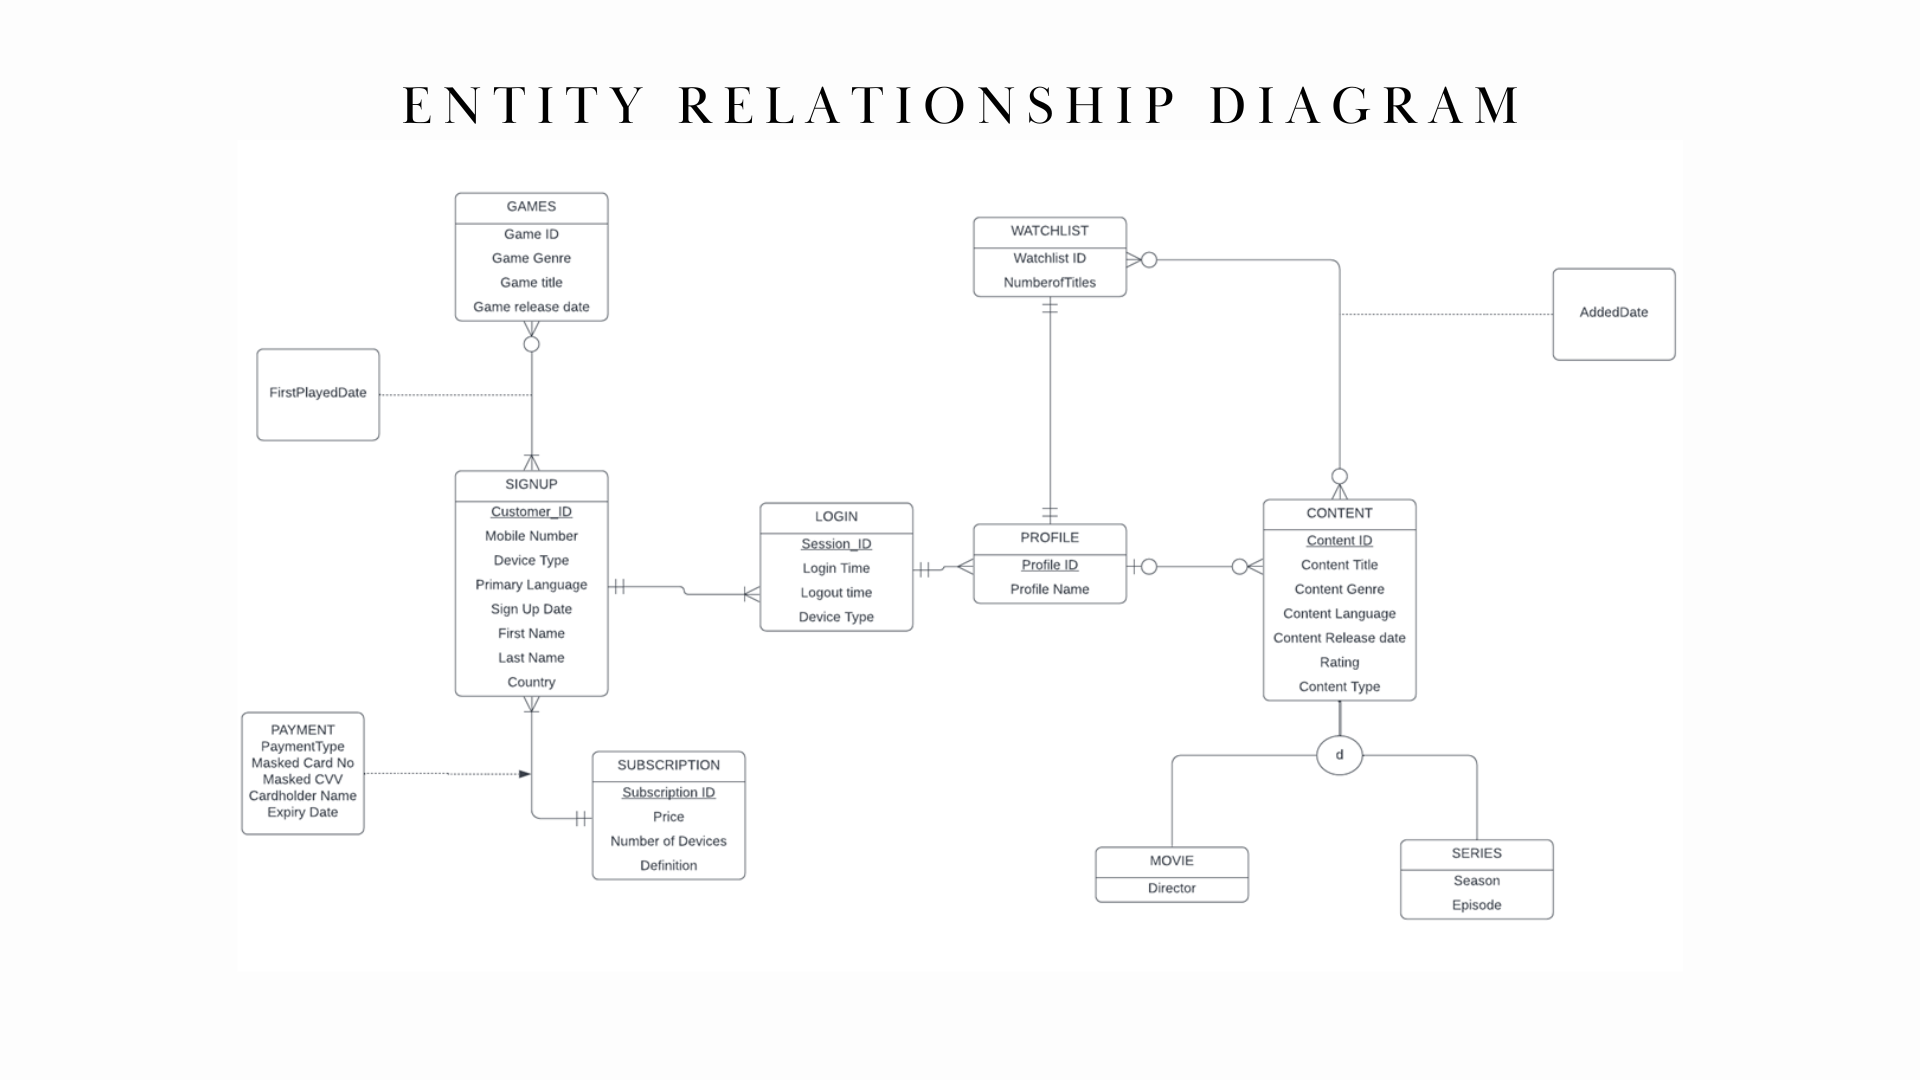 ENTITY RELATIONSHIP DIAGRAM
GAMES
Game ID
Game Genre
Game title
Game release date
FirstPlayedDate
SIGNUP
Customer_ID
Mobile Number
Device Type
Primary Language
Sign Up Date
First Name
Last Name
Country
PAYMENT
PaymentType
Masked Card No
Masked CVV
Cardholder Name
Expiry Date
SUBSCRIPTION
Subscription ID
Price
Number of Devices
Definition
LOGIN
Session_ID
Login Time
Logout time
Device Type
WATCHLIST
Watchlist ID
NumberofTitles
PROFILE
Profile ID
Profile Name
AddedDate
CONTENT
Content ID
Content Title
Content Genre
Content Language
Content Release date
Rating
Content Type
d
MOVIE
Director
SERIES
Season
Episode